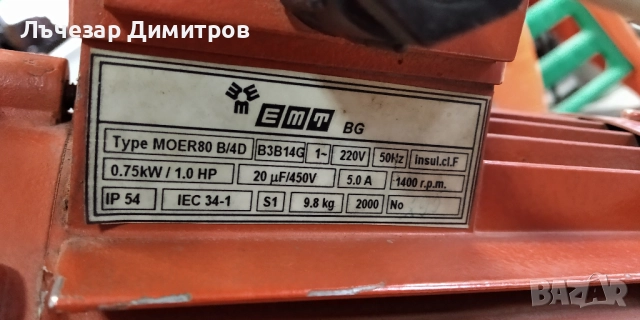 Лъчезар Димитров
EMT BG
Type MOER80 B/4D B3B14G 1~ 220V 50Hz insul.cl.F
0.75kW / 1.0 HP 20 µF/450V 5.0 A 1400 r.p.m.
IP 54 IEC 34-1 S1 9.8 kg 2000 No
BAZAR